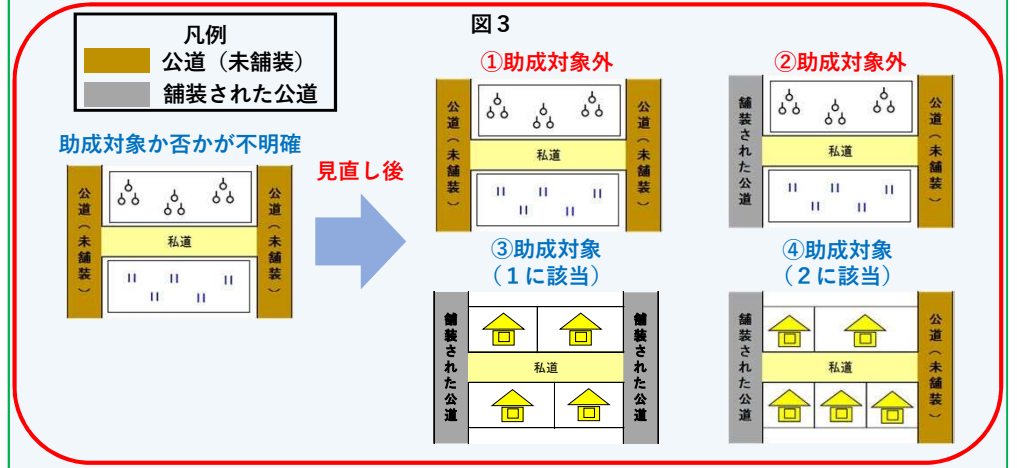 図３
凡例
公道（未舗装）
舗装された公道
助成対象か否かが不明確
公道（未舗装）
私道
公道（未舗装）
見直し後
①助成対象外
公道（未舗装）
私道
公道（未舗装）
②助成対象外
舗装された公道
私道
公道（未舗装）
③助成対象
（１に該当）
舗装された公道
私道
舗装された公道
④助成対象
（２に該当）
舗装された公道
私道
公道（未舗装）